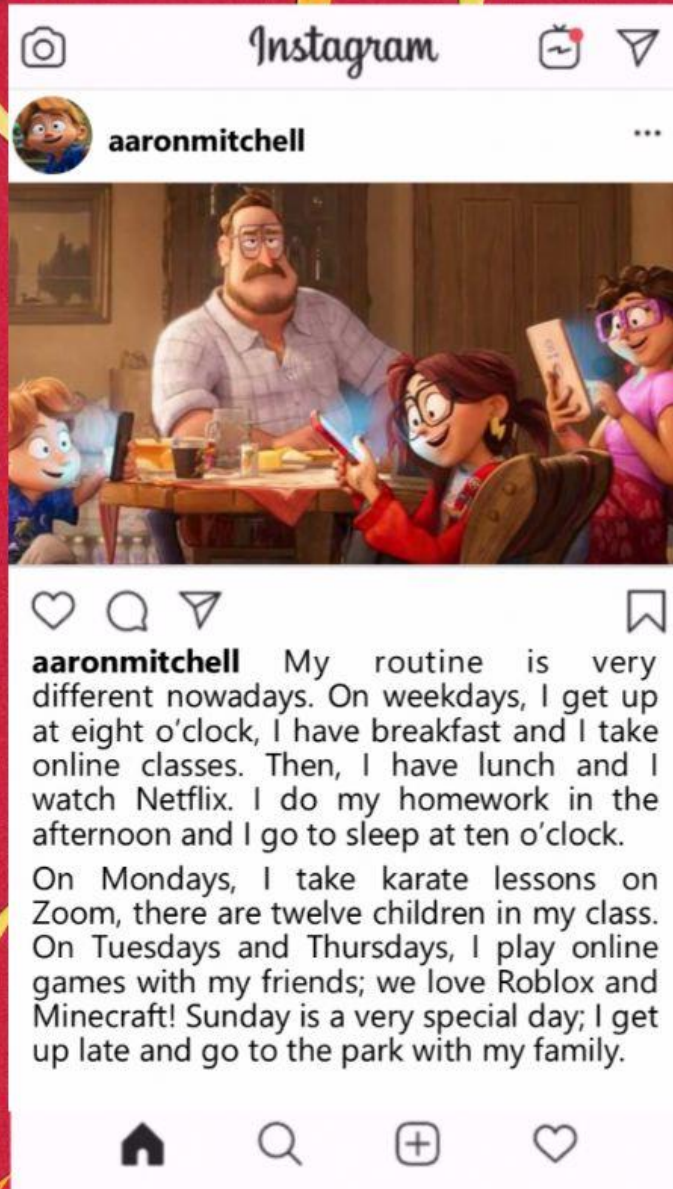 Instagram
aaronmitchell
aaronmitchell My routine is very
different nowadays. On weekdays, I get up
at eight o'clock, I have breakfast and I take
online classes. Then, I have lunch and I
watch Netflix. I do my homework in the
afternoon and I go to sleep at ten o'clock.
On Mondays, I take karate lessons on
Zoom, there are twelve children in my class.
On Tuesdays and Thursdays, I play online
games with my friends; we love Roblox and
Minecraft! Sunday is a very special day; I get
up late and go to the park with my family.